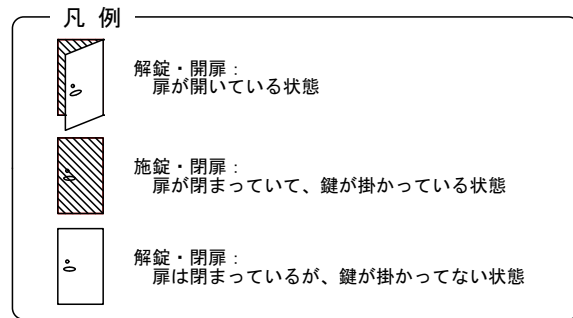 凡 例
解錠・開扉：
扉が開いている状態
施錠・閉扉：
扉が閉まっていて、鍵が掛かっている状態
解錠・閉扉：
扉は閉まっているが、鍵が掛かってない状態